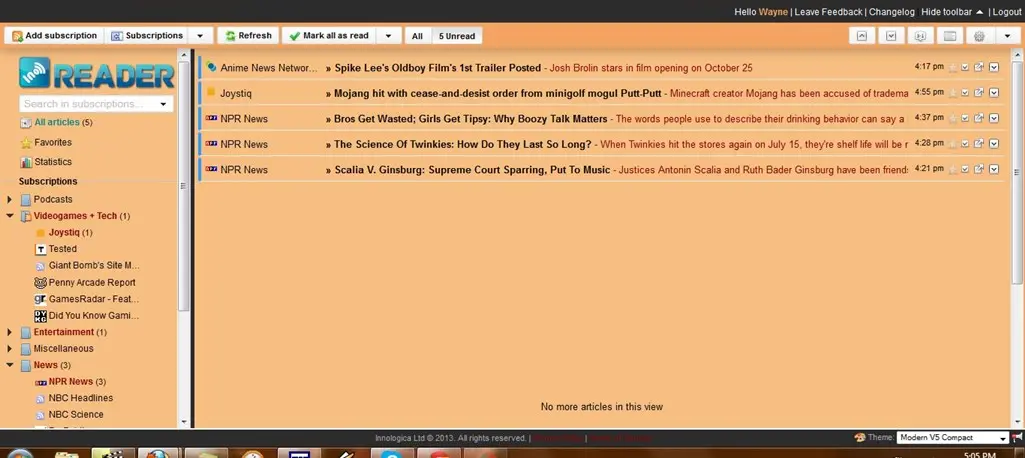 Hello Wayne | Leave Feedback | Changelog Hide toolbar | Logout
Add subscription Subscriptions Refresh Mark all as read All 5 Unread
inno READER
Search in subscriptions...
All articles (5)
Favorites
Statistics
Subscriptions
Podcasts
Videogames + Tech (1)
Joystiq (1)
Tested
Giant Bomb's Site M...
Penny Arcade Report
GamesRadar - Feat...
Did You Know Gami...
Entertainment (1)
Miscellaneous
News (3)
NPR News (3)
NBC Headlines
NBC Science
Anime News Networ... » Spike Lee's Oldboy Film's 1st Trailer Posted - Josh Brolin stars in film opening on October 25 4:17 pm
Joystiq » Mojang hit with cease-and-desist order from minigolf mogul Putt-Putt - Minecraft creator Mojang has been accused of tradema 4:55 pm
NPR News » Bros Get Wasted; Girls Get Tipsy: Why Boozy Talk Matters - The words people use to describe their drinking behavior can say a 4:37 pm
NPR News » The Science Of Twinkies: How Do They Last So Long? - When Twinkies hit the stores again on July 15, they're shelf life will be r 4:28 pm
NPR News » Scalia V. Ginsburg: Supreme Court Sparring, Put To Music - Justices Antonin Scalia and Ruth Bader Ginsburg have been friends 4:21 pm
No more articles in this view
Innologica Ltd © 2013. All rights reserved. |
Theme: Modern V5 Compact
5:05 PM